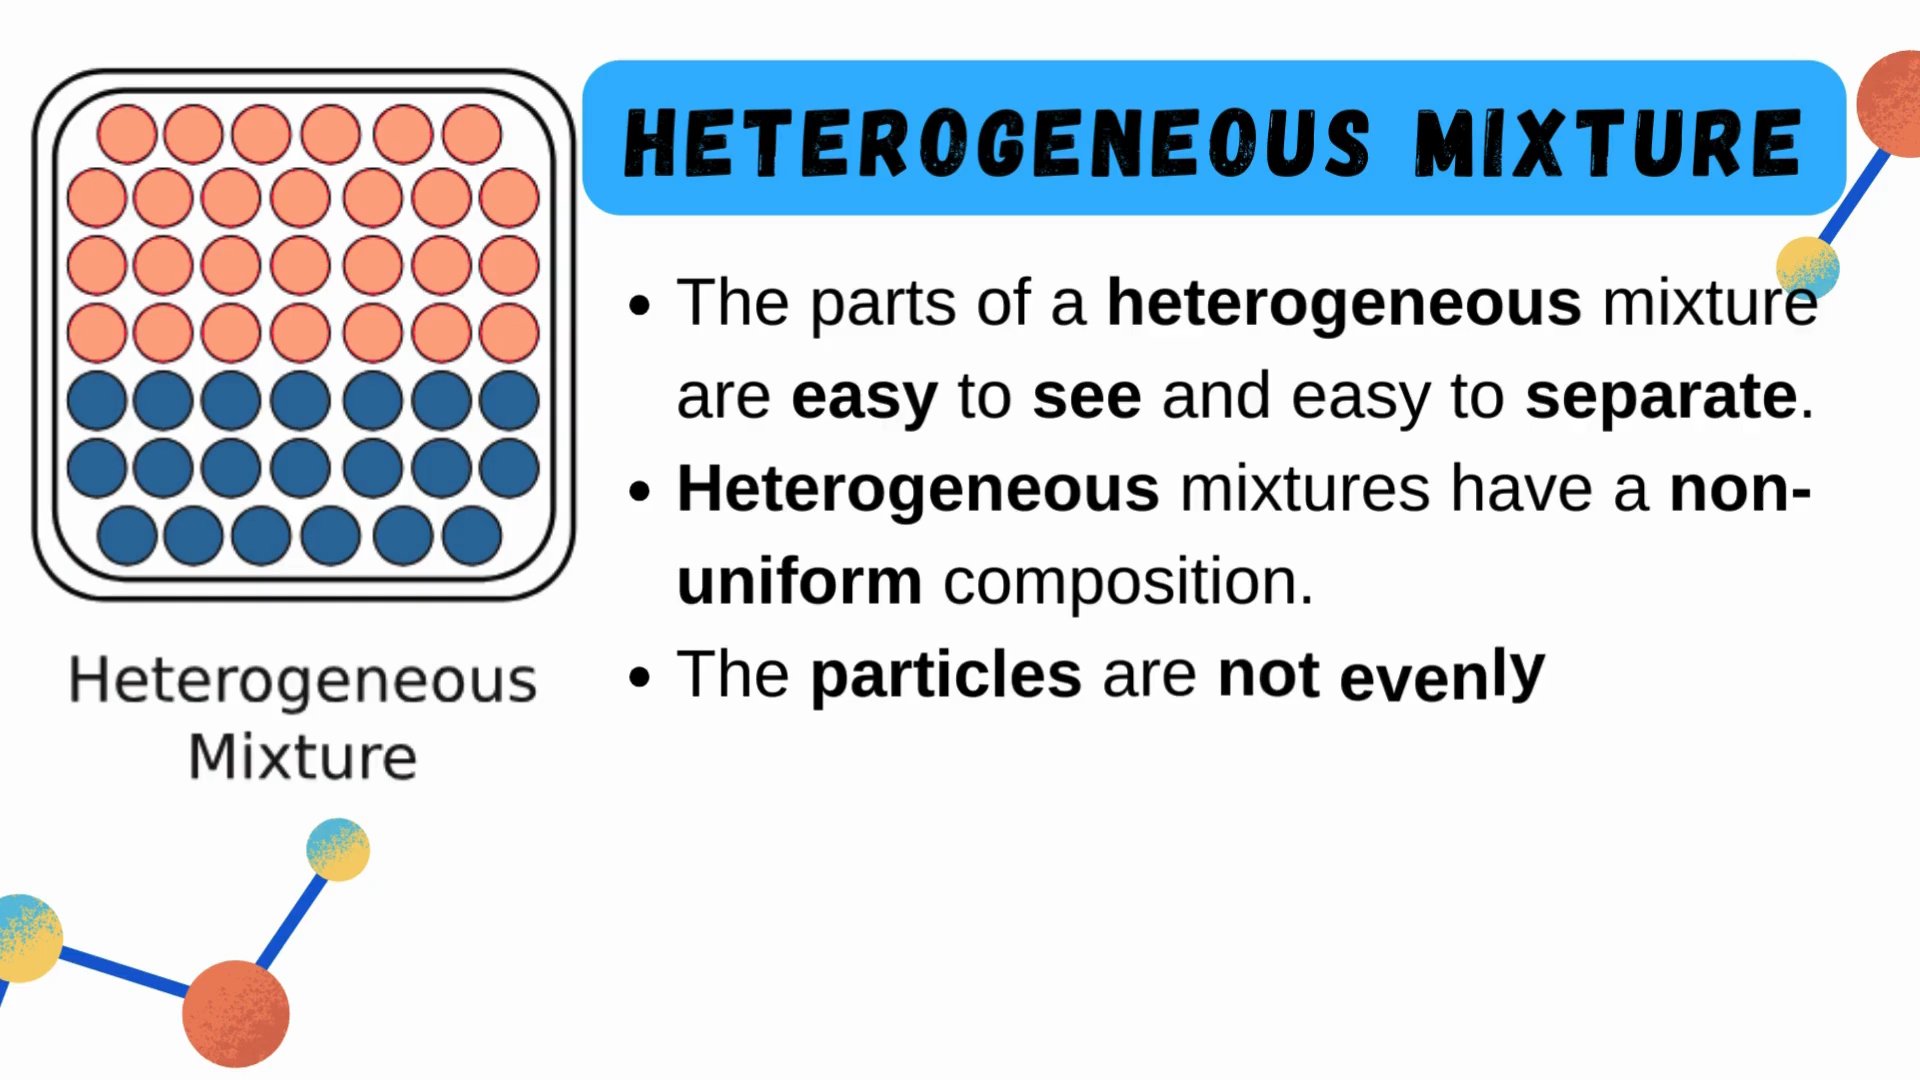 HETEROGENEOUS MIXTURE
• The parts of a heterogeneous mixture
are easy to see and easy to separate.
• Heterogeneous mixtures have a non-
uniform composition.
• The particles are not evenly
Heterogeneous
Mixture